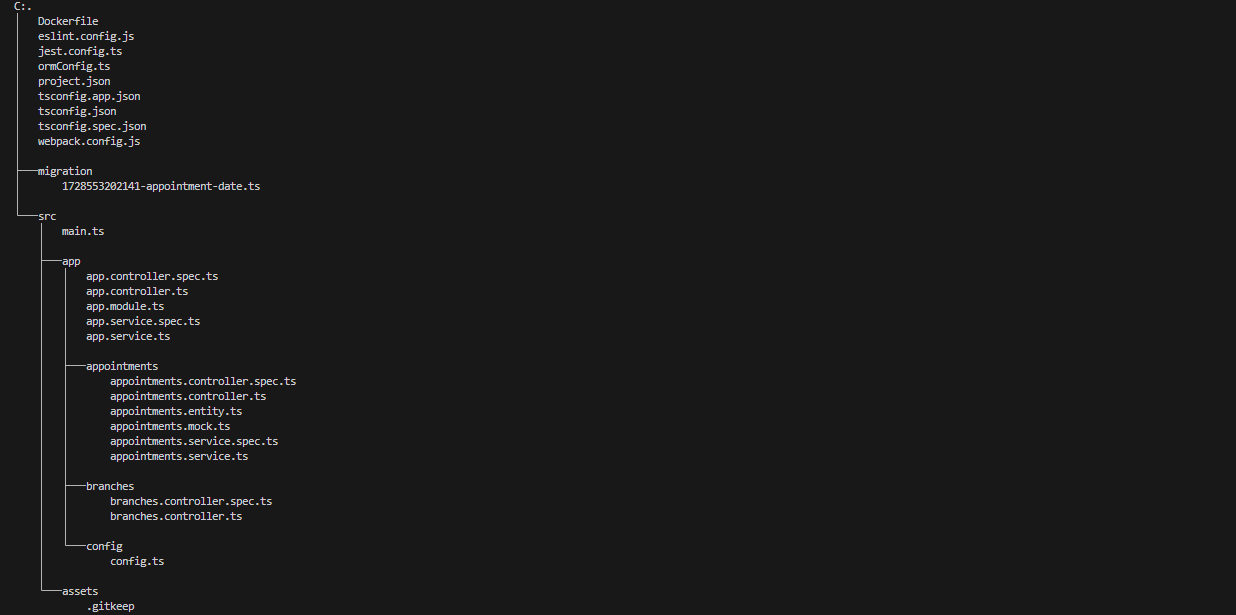 C:.
Dockerfile
eslint.config.js
jest.config.ts
ormConfig.ts
project.json
tsconfig.app.json
tsconfig.json
tsconfig.spec.json
webpack.config.js
migration
1728553202141-appointment-date.ts
src
main.ts
app
app.controller.spec.ts
app.controller.ts
app.module.ts
app.service.spec.ts
app.service.ts
appointments
appointments.controller.spec.ts
appointments.controller.ts
appointments.entity.ts
appointments.mock.ts
appointments.service.spec.ts
appointments.service.ts
branches
branches.controller.spec.ts
branches.controller.ts
config
config.ts
assets
.gitkeep